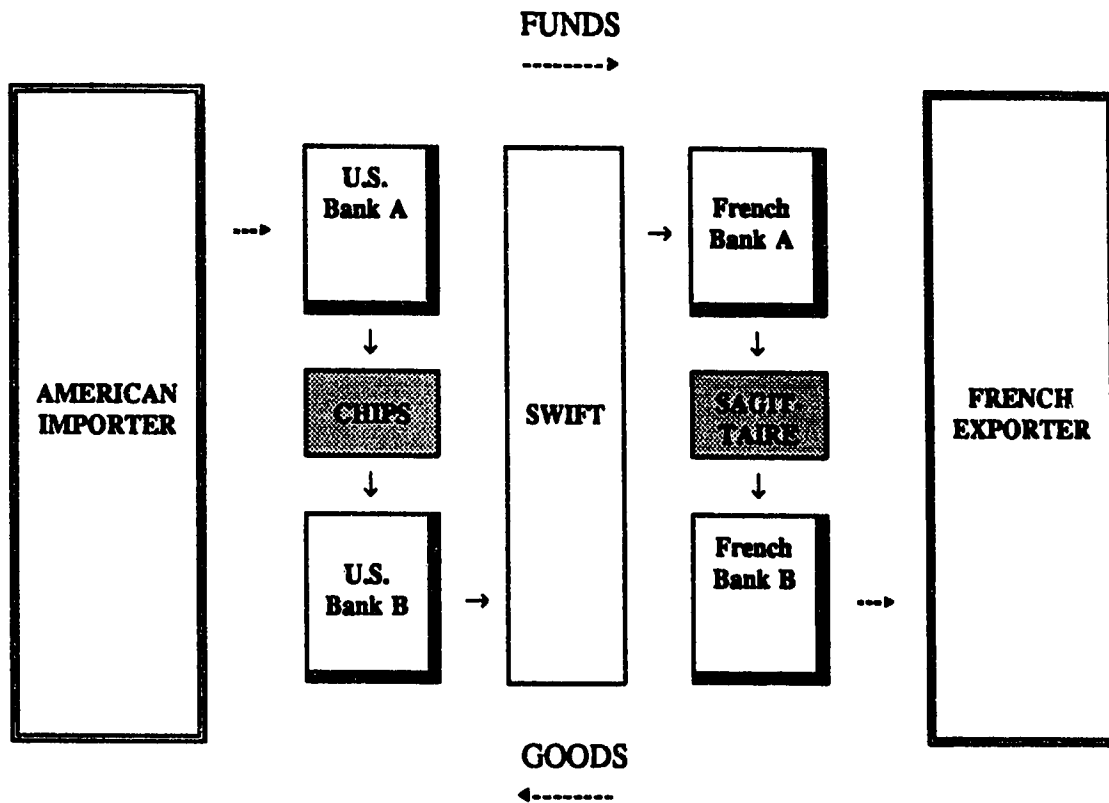 FUNDS
AMERICAN
IMPORTER
U.S.
Bank A
CHIPS
U.S.
Bank B
SWIFT
French
Bank A
SAGIT-
TAIRE
French
Bank B
FRENCH
EXPORTER
GOODS